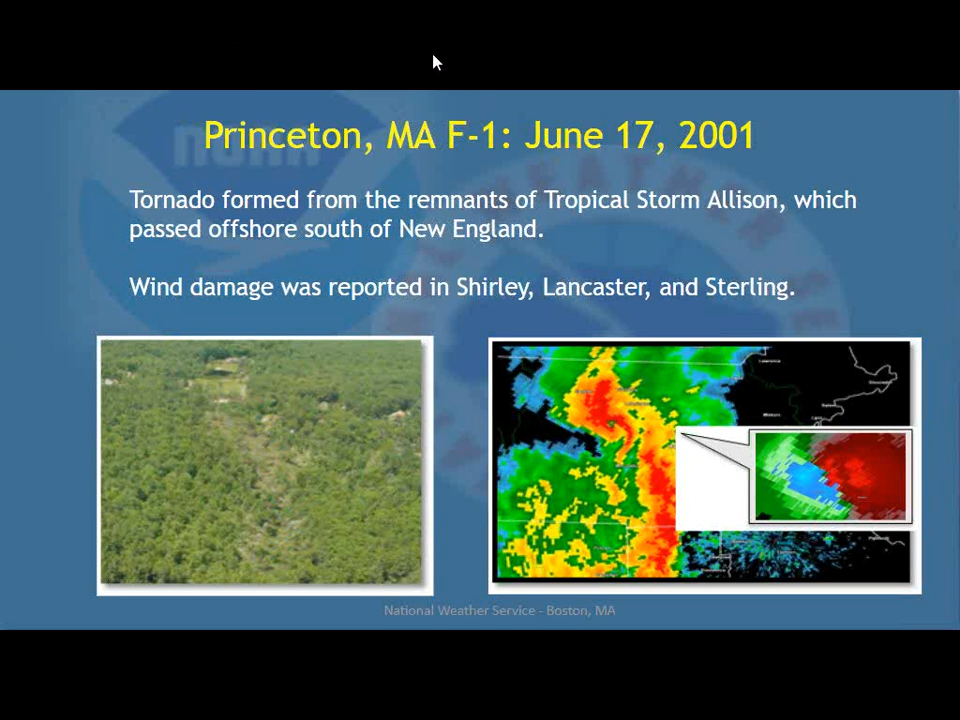 Princeton, MA F-1: June 17, 2001
Tornado formed from the remnants of Tropical Storm Allison, which
passed offshore south of New England.
Wind damage was reported in Shirley, Lancaster, and Sterling.
National Weather Service - Boston, MA